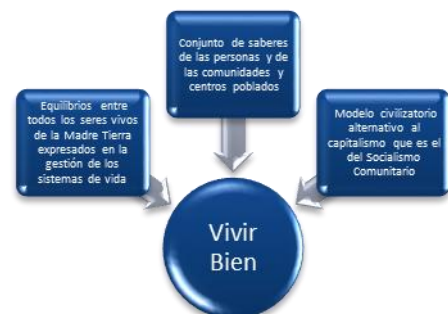 Equilibrios entre
todos los seres vivos
de la Madre Tierra
expresados en la
gestión de los
sistemas de vida
Conjunto de saberes
de las personas y de
las comunidades y
centros poblados
Modelo civilizatorio
alternativo al
capitalismo que es el
del Socialismo
Comunitario
Vivir
Bien